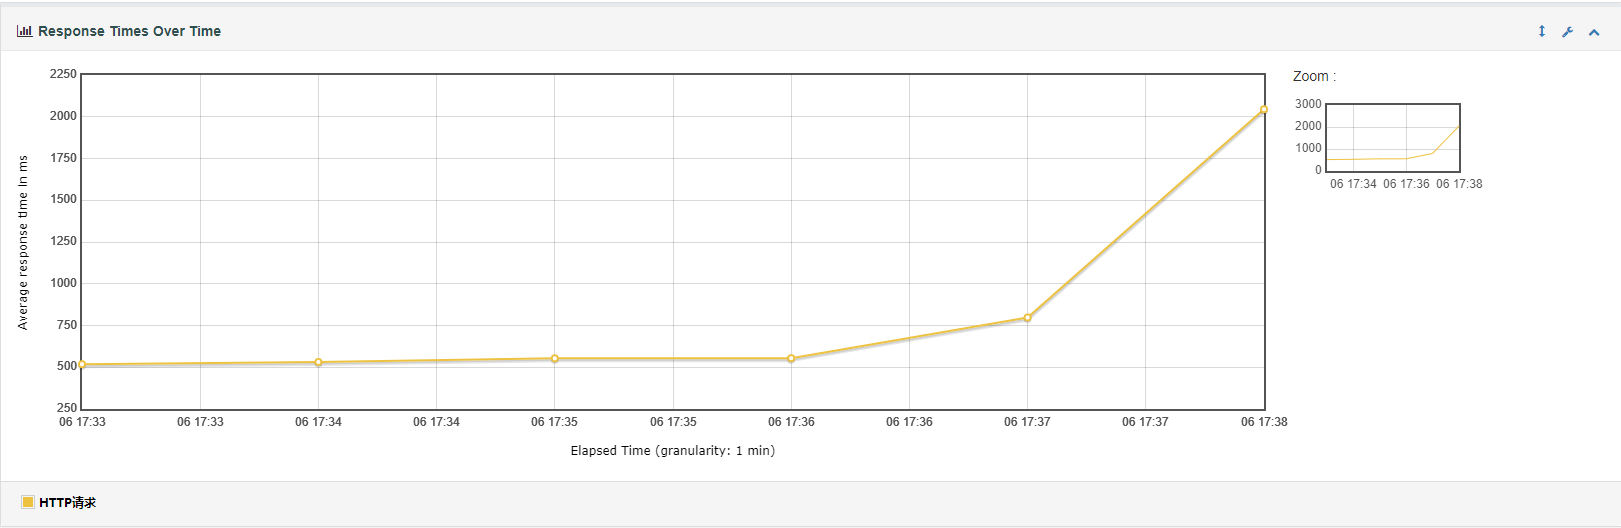 Response Times Over Time
Zoom :
2250
2000
1750
1500
1250
1000
750
500
250
Average response time in ms
06 17:33 06 17:33 06 17:34 06 17:34 06 17:35 06 17:35 06 17:36 06 17:36 06 17:37 06 17:37 06 17:38
Elapsed Time (granularity: 1 min)
3000
2000
1000
0
06 17:34 06 17:36 06 17:38
HTTP请求